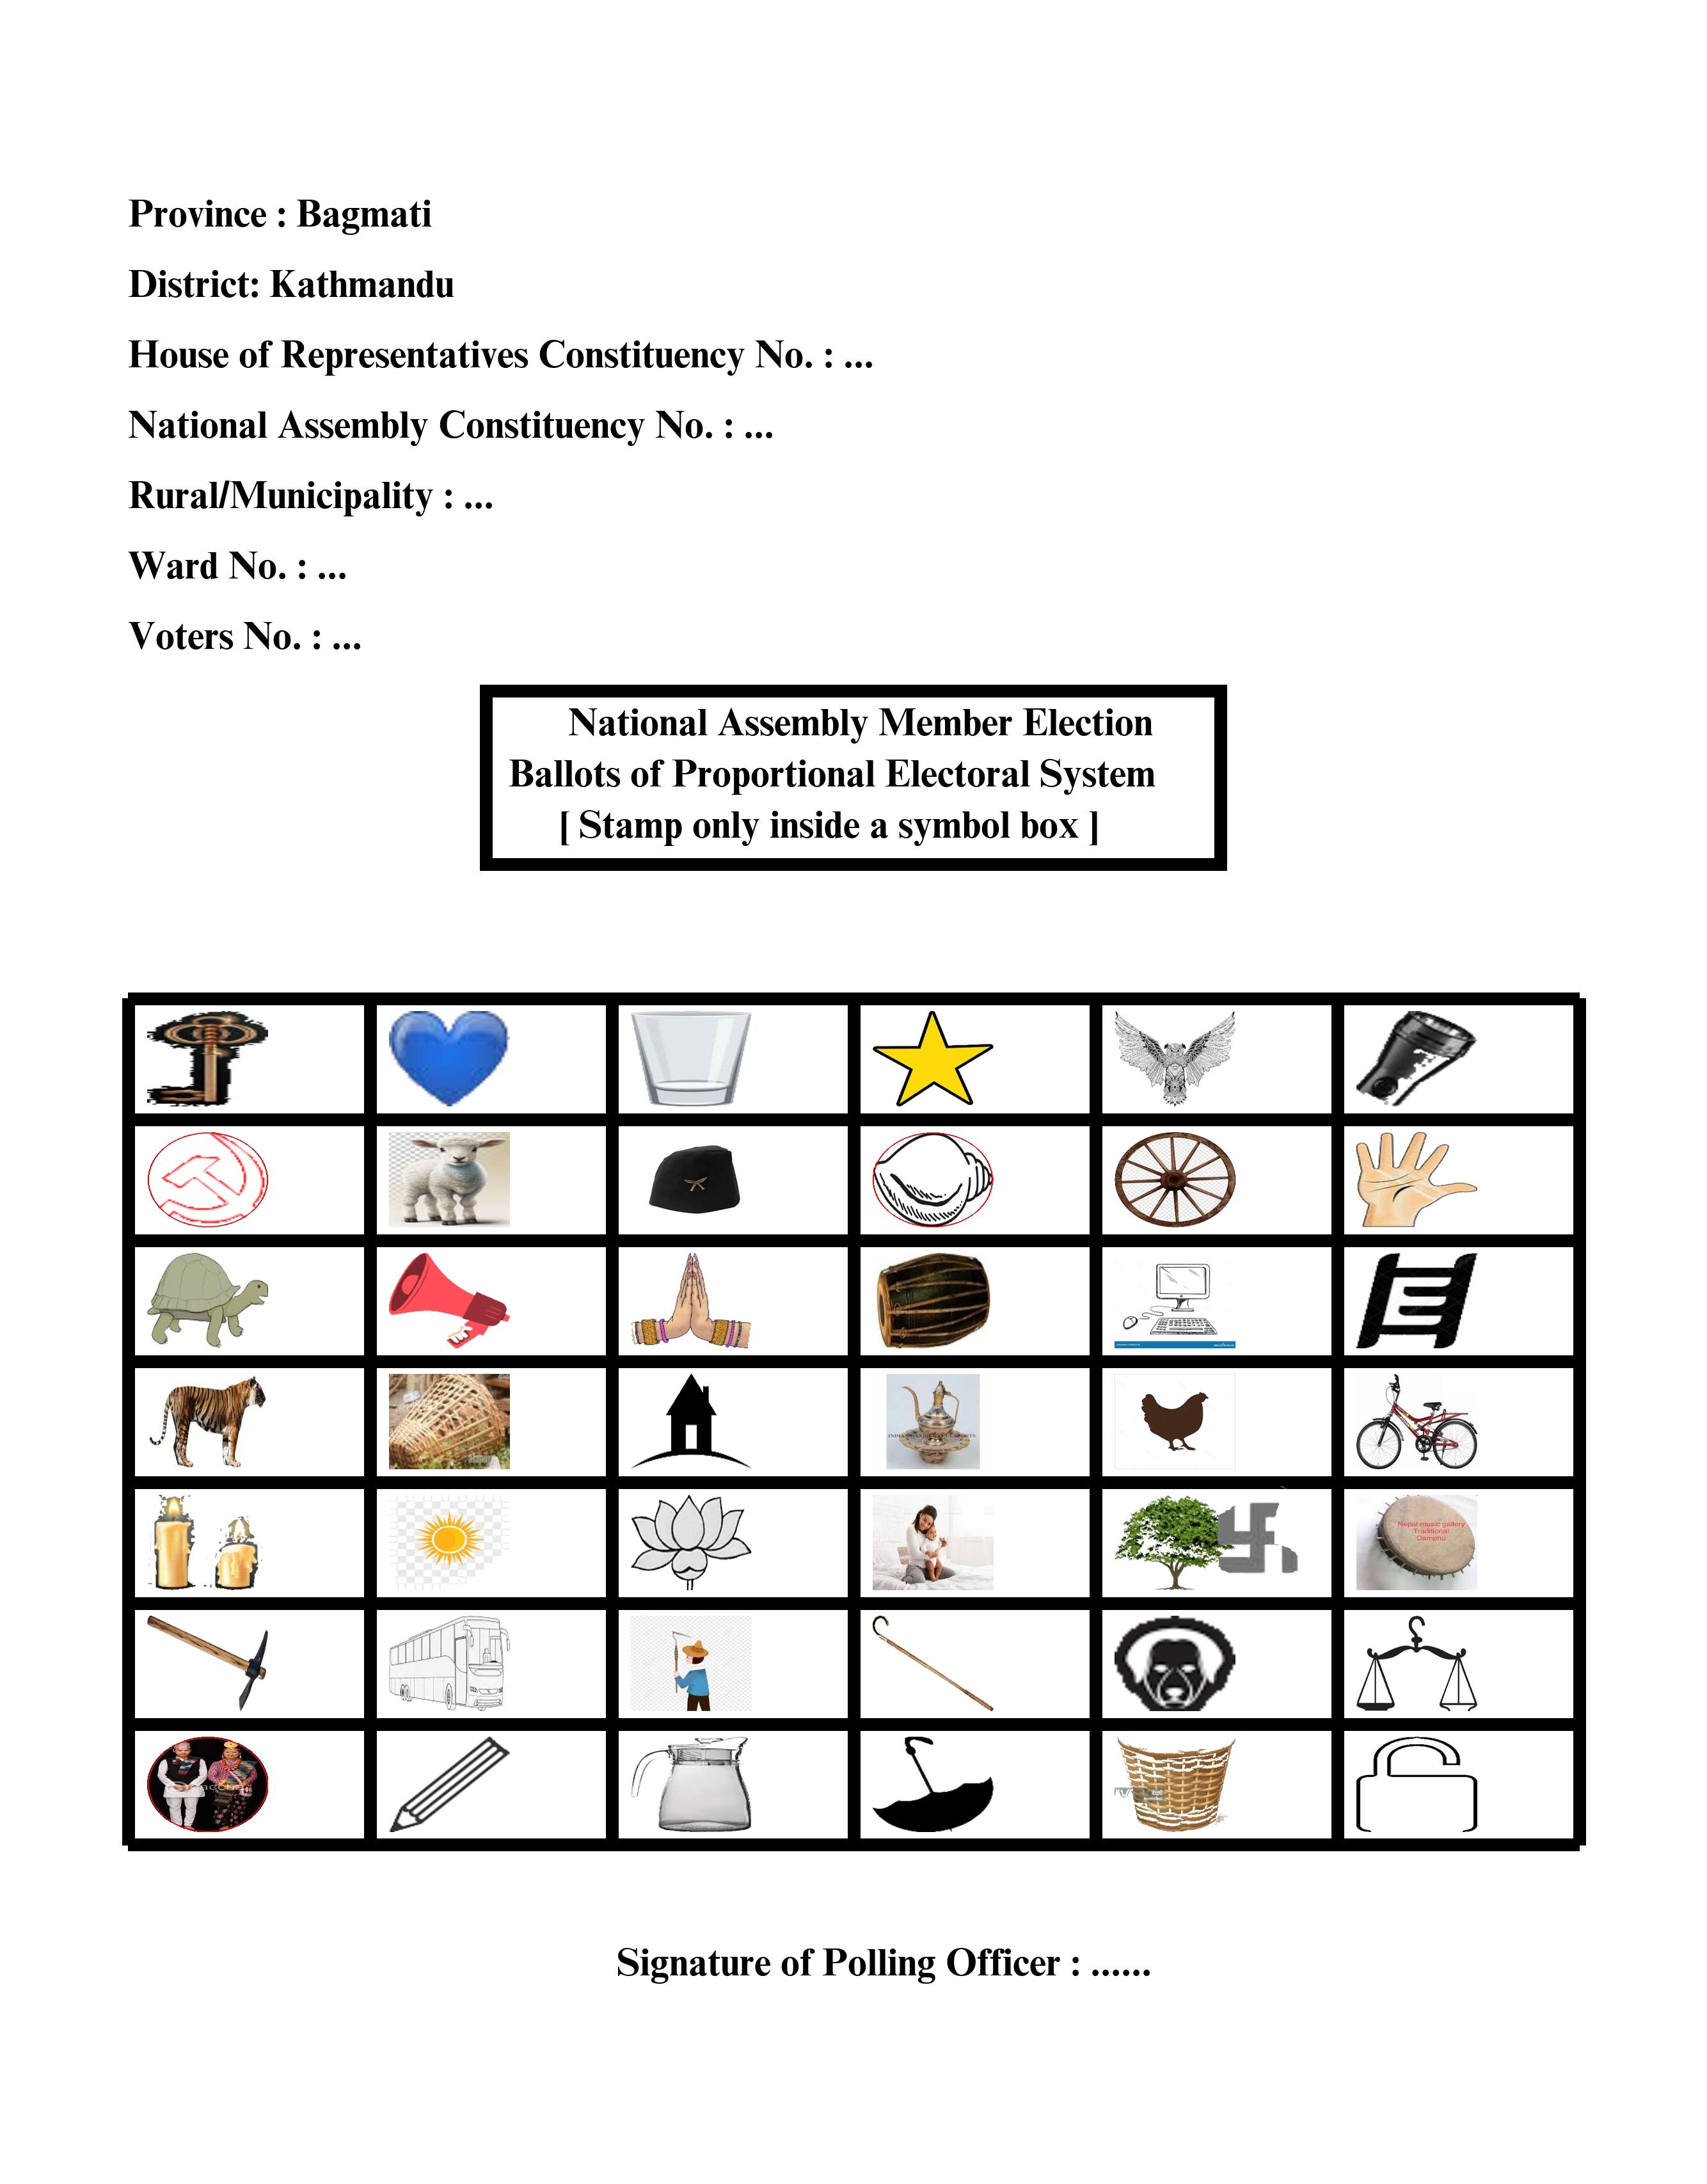 Province : Bagmati
District: Kathmandu
House of Representatives Constituency No. : ...
National Assembly Constituency No. : ...
Rural/Municipality : ...
Ward No. : ...
Voters No. : ...
National Assembly Member Election
Ballots of Proportional Electoral System
[ Stamp only inside a symbol box ]
Nepal music gallery
Traditional
Damphu
Signature of Polling Officer : ......